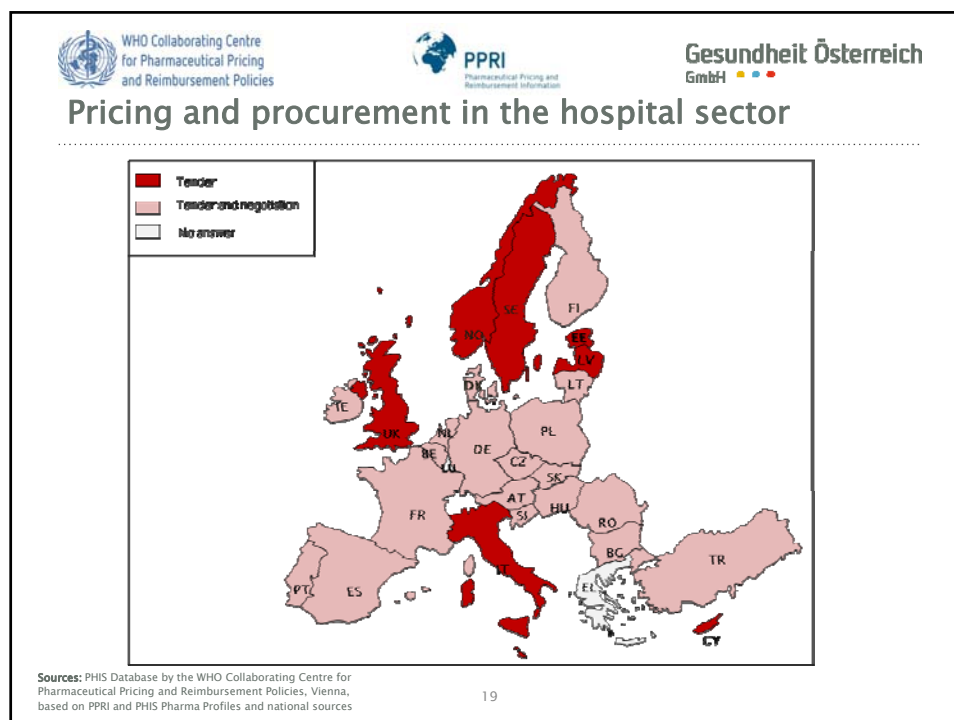 WHO Collaborating Centre
for Pharmaceutical Pricing
and Reimbursement Policies
PPRI
Pharmaceutical Pricing and
Reimbursement Information
Gesundheit Österreich
GmbH
Pricing and procurement in the hospital sector
Tender
Tender and negotiation
No answer
SE
FI
NO
EE
LV
LT
DK
IE
UK
NL
BE
LU
DE
PL
CZ
SK
AT
HU
SI
FR
RO
BG
IT
PT
ES
TR
EL
CY
Sources: PHIS Database by the WHO Collaborating Centre for
Pharmaceutical Pricing and Reimbursement Policies, Vienna,
based on PPRI and PHIS Pharma Profiles and national sources
19